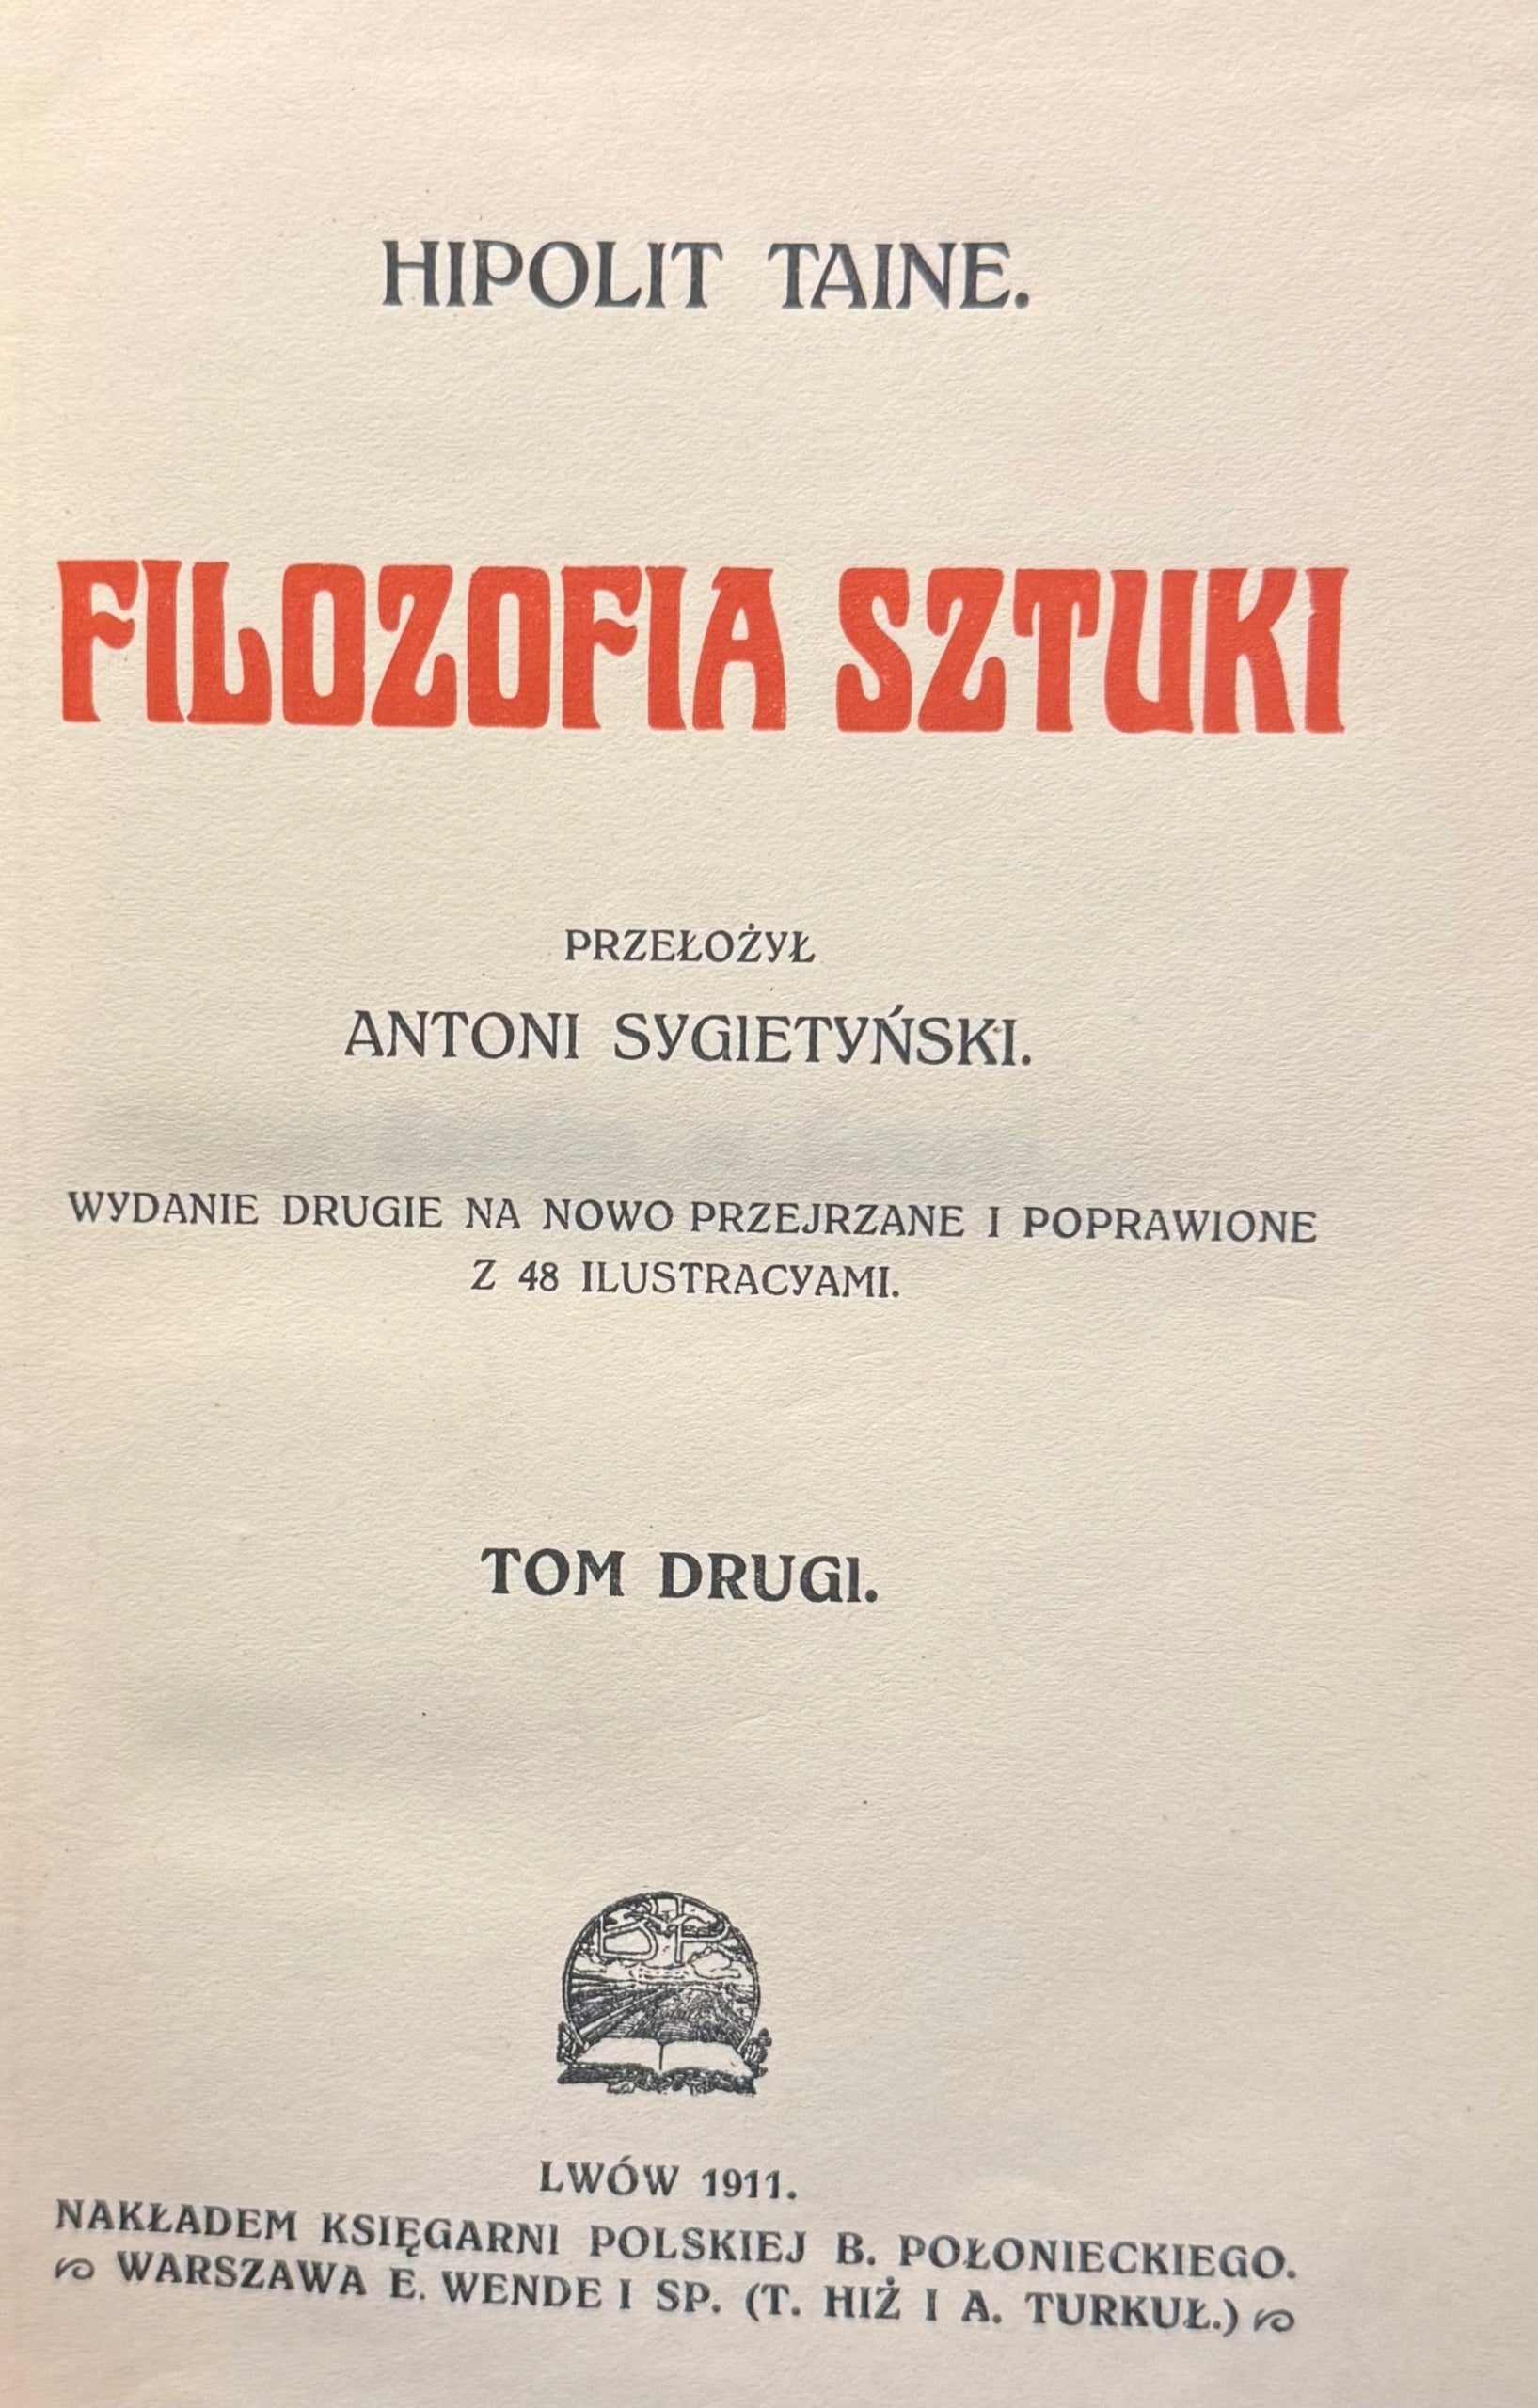 HIPOLIT TAINE.
FILOZOFIA SZTUKI
PRZEŁOŻYŁ
ANTONI SYGIETYŃSKI.
WYDANIE DRUGIE NA NOWO PRZEJRZANE I POPRAWIONE
Z 48 ILUSTRACYAMI.
TOM DRUGI.
BP
LWÓW 1911.
NAKŁADEM KSIĘGARNI POLSKIEJ B. POŁONIECKIEGO.
WARSZAWA E. WENDE I SP. (T. HIŻ I A. TURKUŁ.)